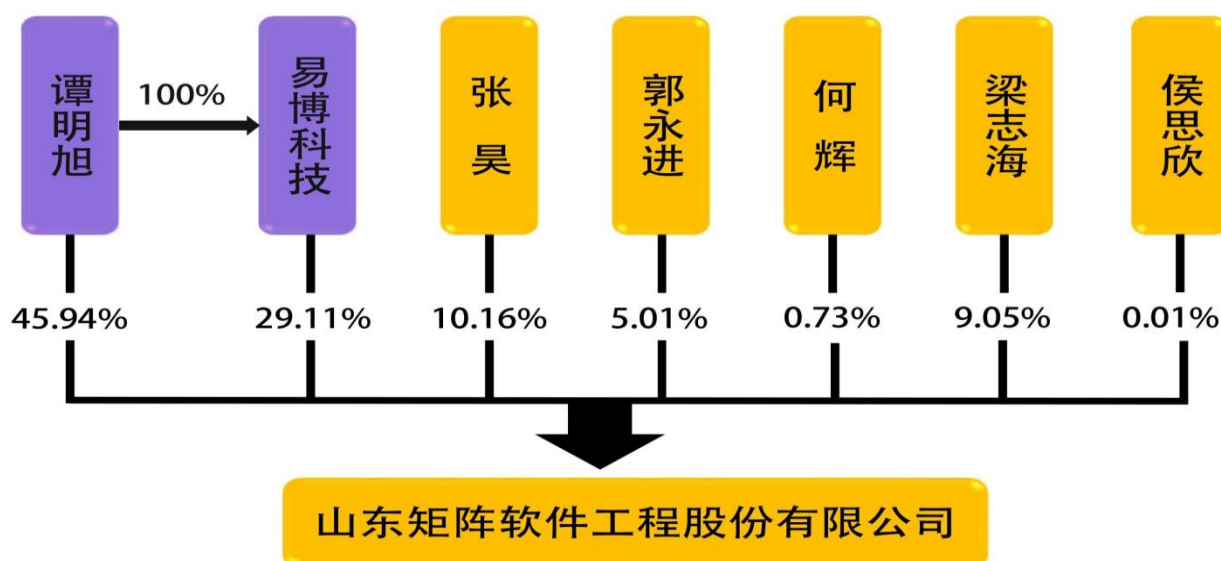 谭明旭
100%
易博科技
张昊
郭永进
何辉
梁志海
侯思欣
45.94%
29.11%
10.16%
5.01%
0.73%
9.05%
0.01%
山东矩阵软件工程股份有限公司